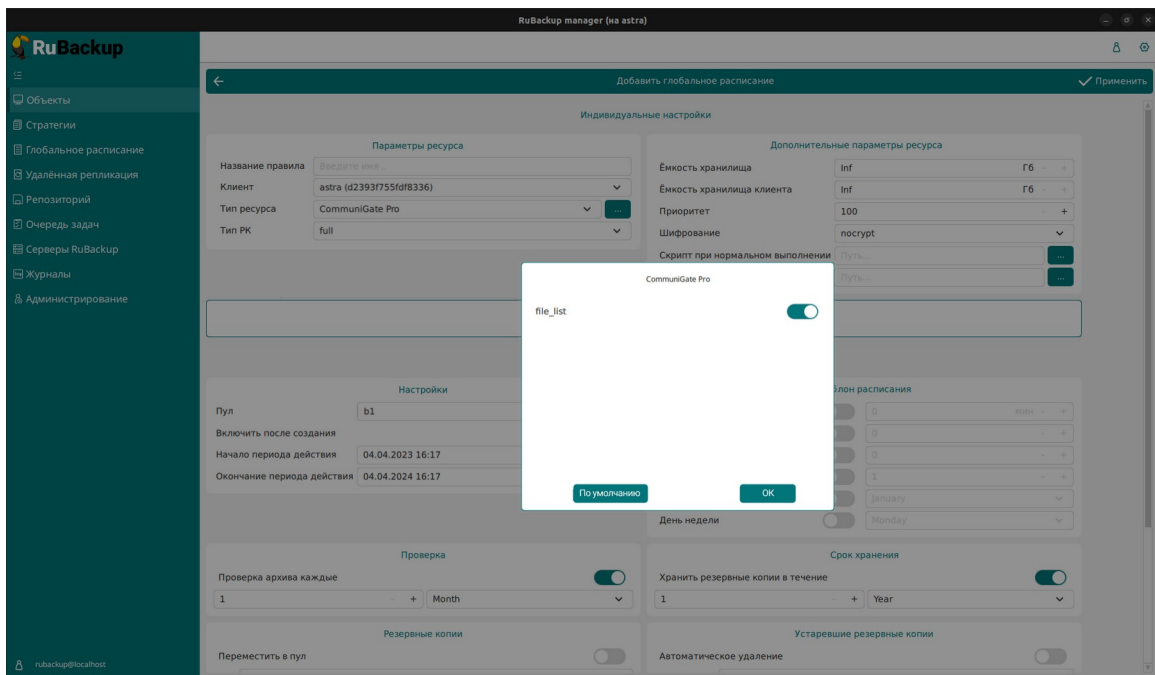 RuBackup manager (на astra)
RuBackup
Объекты
Стратегии
Глобальное расписание
Удалённая репликация
Репозиторий
Очередь задач
Серверы RuBackup
Журналы
Администрирование
rubackup@localhost
Добавить глобальное расписание
Применить
Индивидуальные настройки
Параметры ресурса
Название правила Введите имя...
Клиент astra (d2393f755fdf8336)
Тип ресурса CommuniGate Pro ...
Тип РК full
Дополнительные параметры ресурса
Ёмкость хранилища Inf Гб - +
Ёмкость хранилища клиента Inf Гб - +
Приоритет 100 - +
Шифрование nocrypt
Скрипт при нормальном выполнении Путь... ...
Путь... ...
CommuniGate Pro
file_list
По умолчанию OK
Настройки
Пул b1
Включить после создания
Начало периода действия 04.04.2023 16:17
Окончание периода действия 04.04.2024 16:17
блон расписания
0 мин - +
0 - +
0 - +
1 - +
January
День недели Monday
Проверка
Проверка архива каждые
1 - + Month
Срок хранения
Хранить резервные копии в течение
1 - + Year
Резервные копии
Переместить в пул
Устаревшие резервные копии
Автоматическое удаление